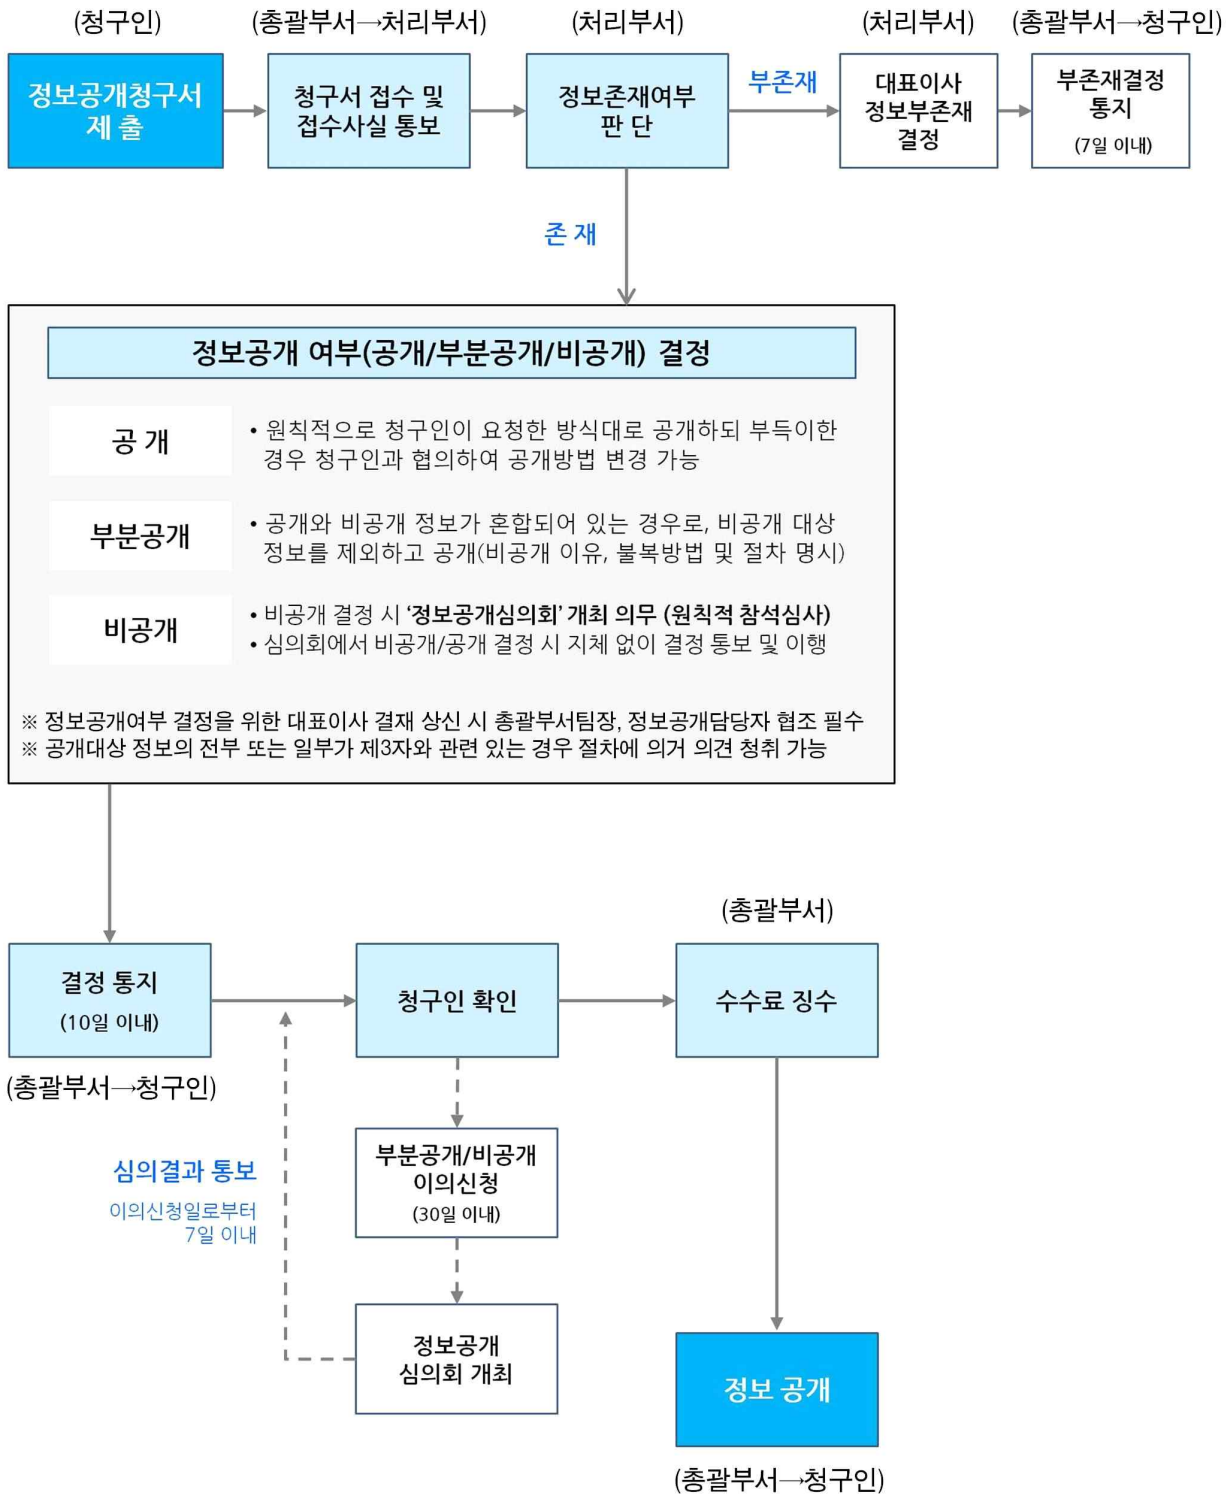 (청구인)
(총괄부서→처리부서)
(처리부서)
(처리부서)
(총괄부서→청구인)
정보공개청구서
제 출
청구서 접수 및
접수사실 통보
정보존재여부
판 단
부존재
대표이사
정보부존재
결정
부존재결정
통지
(7일 이내)
존 재
정보공개 여부(공개/부분공개/비공개) 결정
공 개
• 원칙적으로 청구인이 요청한 방식대로 공개하되 부득이한
경우 청구인과 협의하여 공개방법 변경 가능
부분공개
• 공개와 비공개 정보가 혼합되어 있는 경우로, 비공개 대상
정보를 제외하고 공개(비공개 이유, 불복방법 및 절차 명시)
비공개
• 비공개 결정 시 ‘정보공개심의회’ 개최 의무 (원칙적 참석심사)
• 심의회에서 비공개/공개 결정 시 지체 없이 결정 통보 및 이행
※ 정보공개여부 결정을 위한 대표이사 결재 상신 시 총괄부서팀장, 정보공개담당자 협조 필수
※ 공개대상 정보의 전부 또는 일부가 제3자와 관련 있는 경우 절차에 의거 의견 청취 가능
(총괄부서)
결정 통지
(10일 이내)
청구인 확인
수수료 징수
(총괄부서→청구인)
부분공개/비공개
이의신청
(30일 이내)
심의결과 통보
이의신청일로부터
7일 이내
정보공개
심의회 개최
정보 공개
(총괄부서→청구인)